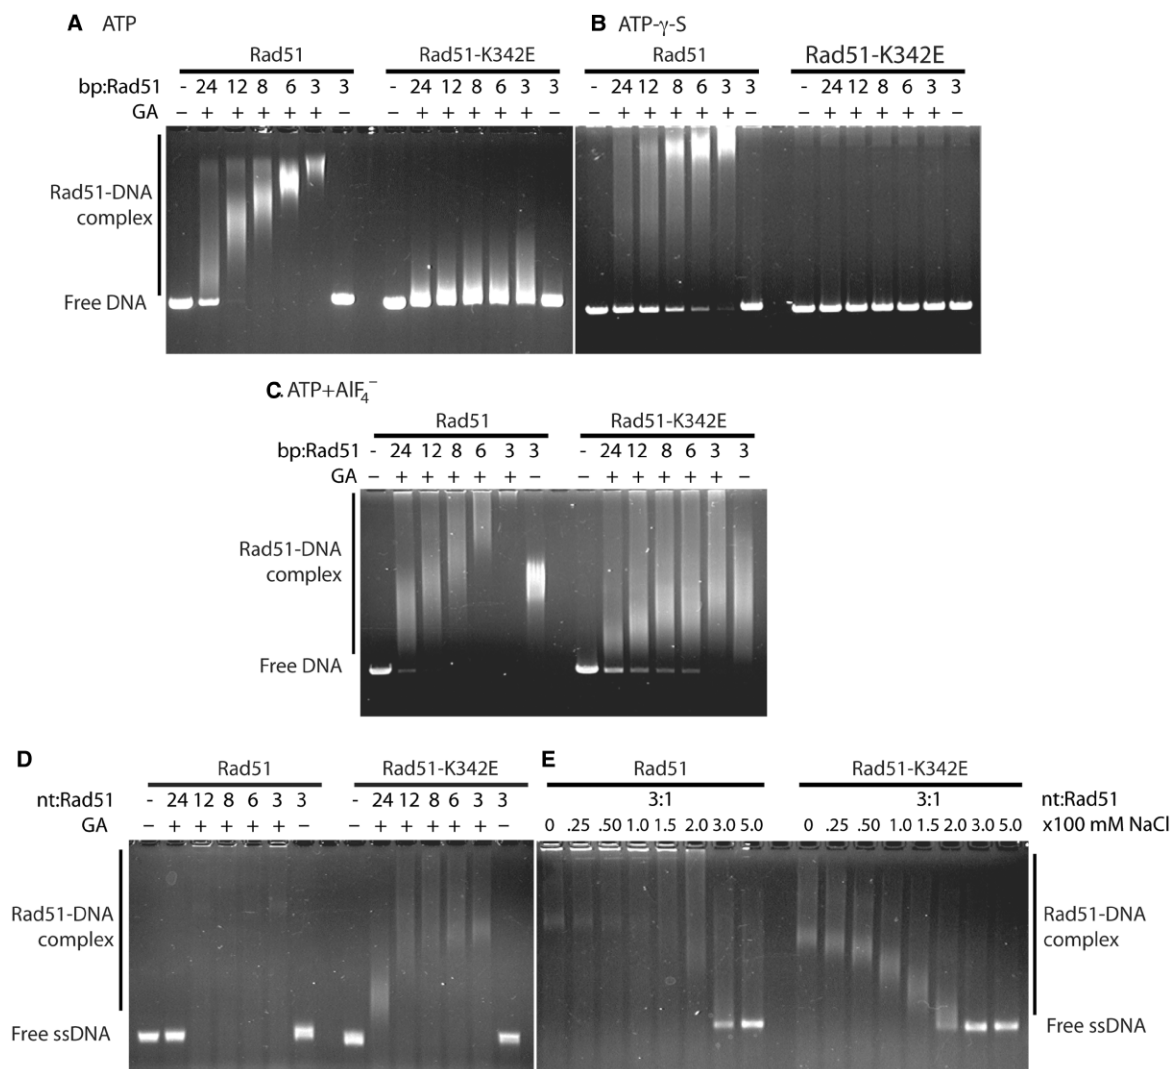 A ATP
Rad51 Rad51-K342E
bp:Rad51 - 24 12 8 6 3 3 - 24 12 8 6 3 3
GA − + + + + + − − + + + + + −
Rad51-DNA
complex
Free DNA
B ATP-γ-S
Rad51 Rad51-K342E
- 24 12 8 6 3 3 - 24 12 8 6 3 3
− + + + + + − − + + + + + −
C. ATP+AlF₄⁻
Rad51 Rad51-K342E
bp:Rad51 - 24 12 8 6 3 3 - 24 12 8 6 3 3
GA − + + + + + − − + + + + + −
Rad51-DNA
complex
Free DNA
D
Rad51 Rad51-K342E
nt:Rad51 - 24 12 8 6 3 3 - 24 12 8 6 3 3
GA − + + + + + − − + + + + + −
Rad51-DNA
complex
Free ssDNA
E
Rad51 Rad51-K342E
3:1 3:1 nt:Rad51
0 .25 .50 1.0 1.5 2.0 3.0 5.0 0 .25 .50 1.0 1.5 2.0 3.0 5.0 x100 mM NaCl
Rad51-DNA
complex
Free ssDNA